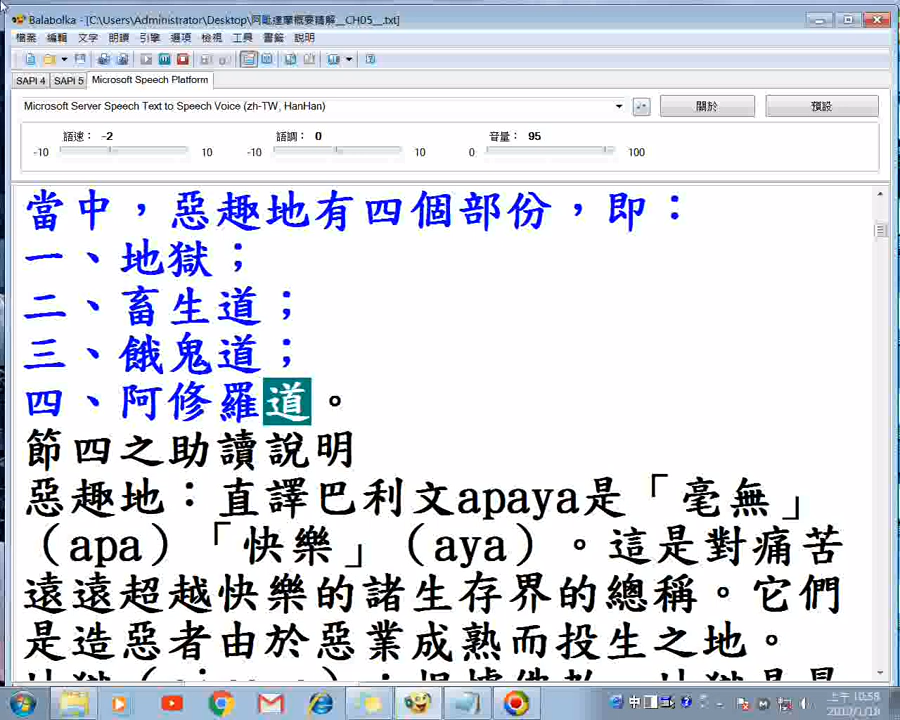 Balabolka - [C:\Users\Administrator\Desktop\阿毗達摩概要精解__CH05__.txt]
檔案 編輯 文字 朗讀 引擎 選項 檢視 工具 書籤 說明
SAPI 4 SAPI 5 Microsoft Speech Platform
Microsoft Server Speech Text to Speech Voice (zh-TW, HanHan) 關於 預設
語速： -2 語調： 0 音量： 95
-10 10 -10 10 0 100
當中，惡趣地有四個部份，即：
一、地獄；
二、畜生道；
三、餓鬼道；
四、阿修羅道。
節四之助讀說明
惡趣地：直譯巴利文apaya是「毫無」
（apa）「快樂」（aya）。這是對痛苦
遠遠超越快樂的諸生存界的總稱。它們
是造惡者由於惡業成熟而投生之地。
中
上午 10:58